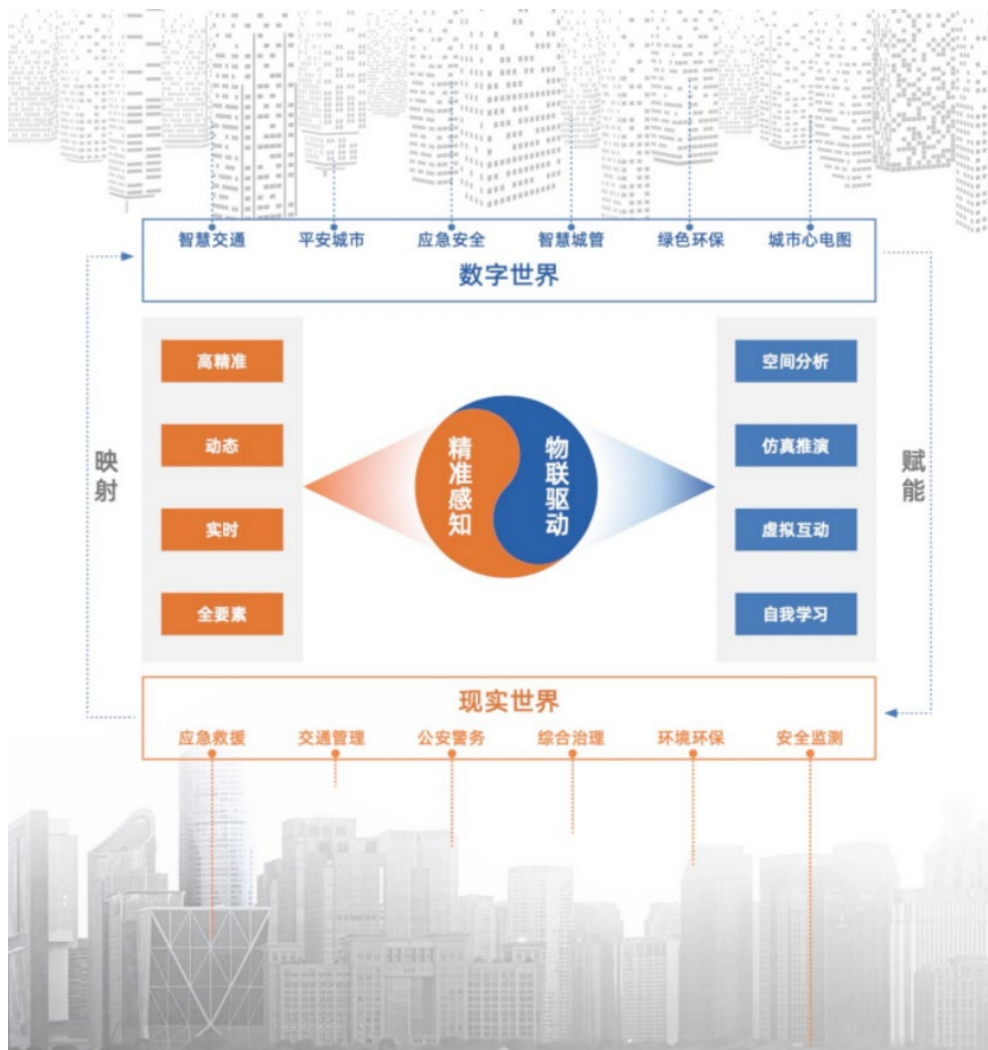 智慧交通 平安城市 应急安全 智慧城管 绿色环保 城市心电图
数字世界
映射
高精准
动态
实时
全要素
精准感知
物联驱动
空间分析
仿真推演
虚拟互动
自我学习
赋能
现实世界
应急救援 交通管理 公安警务 综合治理 环境环保 安全监测